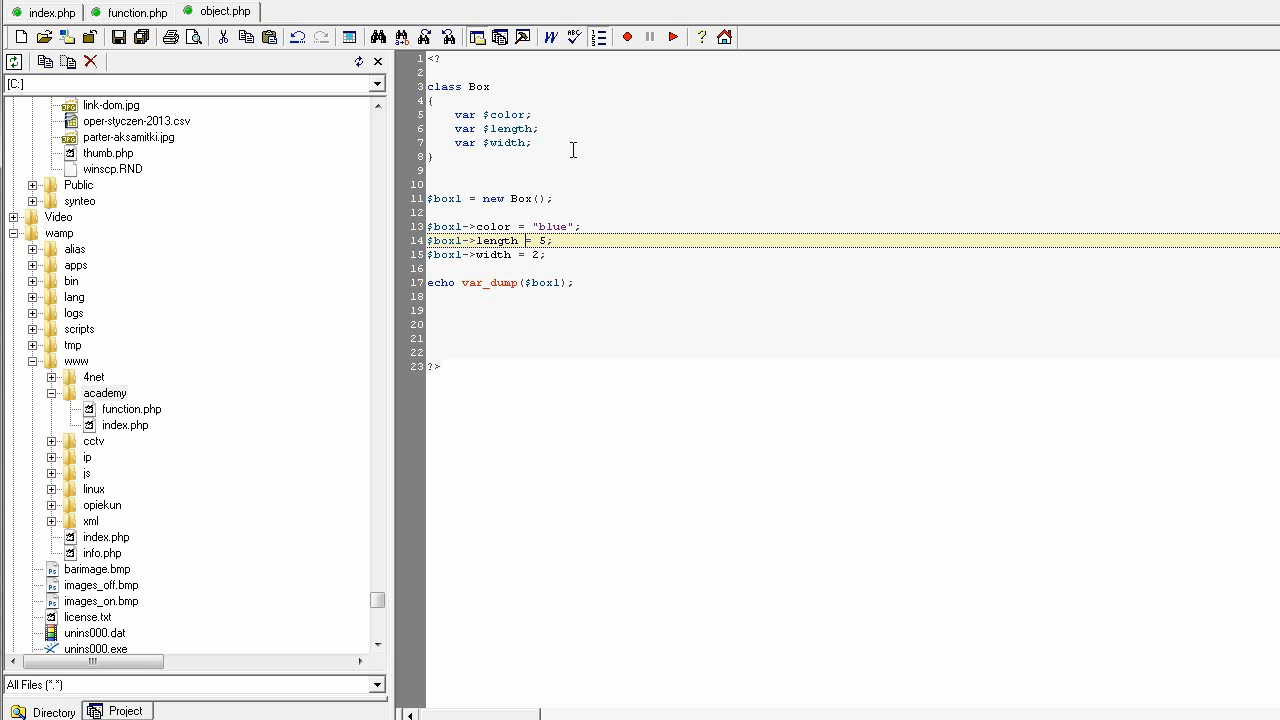 index.php
function.php
object.php
[C:]
link-dom.jpg
oper-styczen-2013.csv
parter-aksamitki.jpg
thumb.php
winscp.RND
Public
synteo
Video
wamp
alias
apps
bin
lang
logs
scripts
tmp
www
4net
academy
function.php
index.php
cctv
ip
js
linux
opiekun
xml
index.php
info.php
barimage.bmp
images_off.bmp
images_on.bmp
license.txt
unins000.dat
unins000.exe
All Files (*.*)
Directory
Project
1 <?
2
3 class Box
4 {
5 var $color;
6 var $length;
7 var $width;
8 }
9
10
11 $box1 = new Box();
12
13 $box1->color = "blue";
14 $box1->length = 5;
15 $box1->width = 2;
16
17 echo var_dump($box1);
18
19
20
21
22
23 ?>